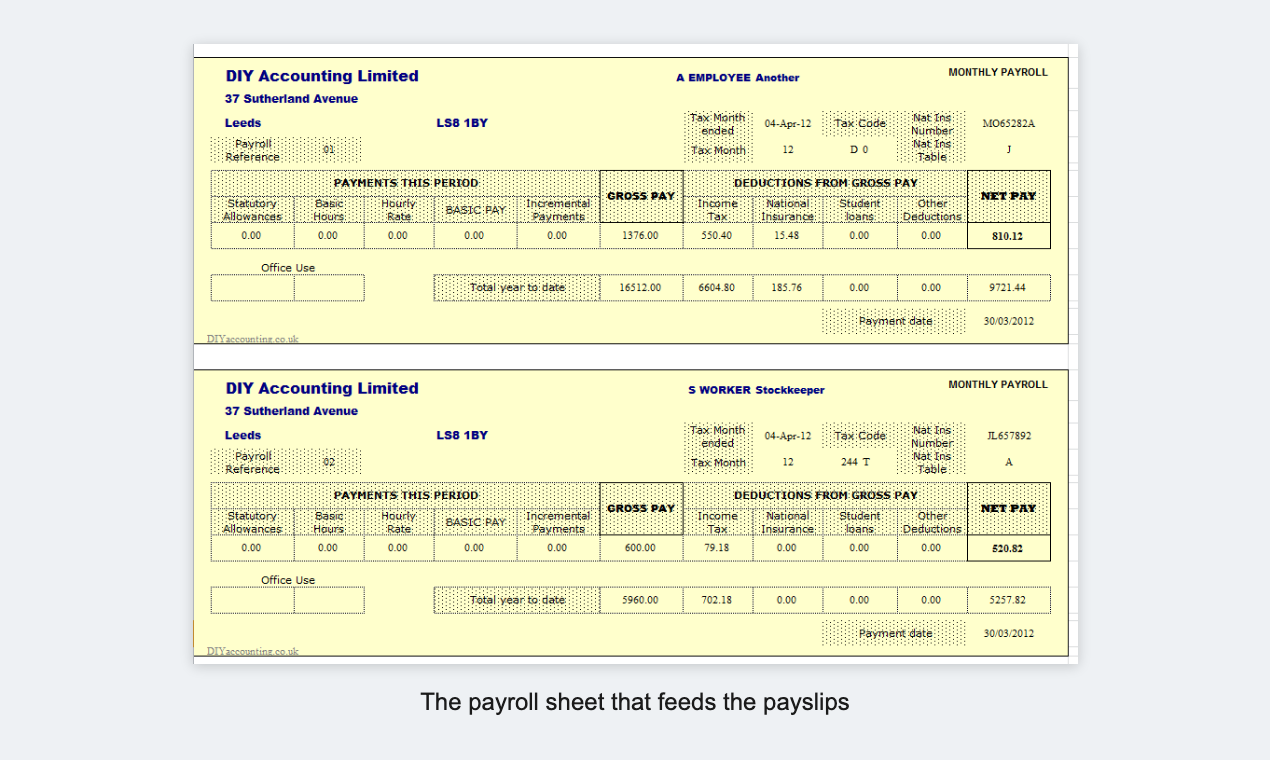 DIY Accounting Limited A EMPLOYEE Another MONTHLY PAYROLL
37 Sutherland Avenue
Leeds LS8 1BY Tax Month ended 04-Apr-12 Tax Code Nat Ins Number MO65282A
Payroll Reference 01 Tax Month 12 D 0 Nat Ins Table J
PAYMENTS THIS PERIOD GROSS PAY DEDUCTIONS FROM GROSS PAY NET PAY
Statutory Allowances Basic Hours Hourly Rate BASIC PAY Incremental Payments Income Tax National Insurance Student loans Other Deductions
0.00 0.00 0.00 0.00 0.00 1376.00 550.40 15.48 0.00 0.00 810.12
Office Use
Total year to date 16512.00 6604.80 185.76 0.00 0.00 9721.44
Payment date 30/03/2012
DIYaccounting.co.uk
DIY Accounting Limited S WORKER Stockkeeper MONTHLY PAYROLL
37 Sutherland Avenue
Leeds LS8 1BY Tax Month ended 04-Apr-12 Tax Code Nat Ins Number JL657892
Payroll Reference 02 Tax Month 12 244 T Nat Ins Table A
PAYMENTS THIS PERIOD GROSS PAY DEDUCTIONS FROM GROSS PAY NET PAY
Statutory Allowances Basic Hours Hourly Rate BASIC PAY Incremental Payments Income Tax National Insurance Student loans Other Deductions
0.00 0.00 0.00 0.00 0.00 600.00 79.18 0.00 0.00 0.00 520.82
Office Use
Total year to date 5960.00 702.18 0.00 0.00 0.00 5257.82
Payment date 30/03/2012
DIYaccounting.co.uk
The payroll sheet that feeds the payslips